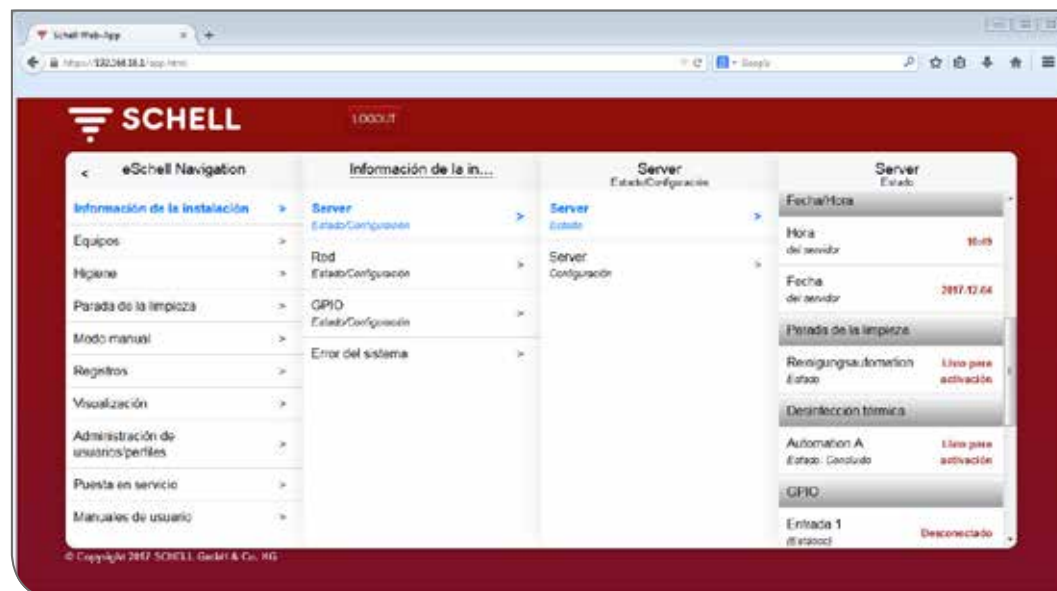 Schell Web-App
Google
SCHELL
LOGOUT
eSchell Navigation
Información de la instalación
Equipos
Higiene
Parada de la limpieza
Modo manual
Registros
Visualización
Administración de
usuarios/perfiles
Puesta en servicio
Manuales de usuario
Información de la in...
Server
Estado/Configuración
Red
Estado/Configuración
GPIO
Estado/Configuración
Error del sistema
Server
Estado/Configuración
Server
Estado
Server
Configuración
Server
Estado
Fecha/Hora
Hora
del servidor
Fecha
del servidor
2017-12-04
Parada de la limpieza
Reinigungsautomation
Estado
Listo para
activación
Desinfección térmica
Automation A
Estado: Concluido
Listo para
activación
GPIO
Entrada 1
Desconectado
© Copyright 2017 SCHELL GmbH & Co. KG